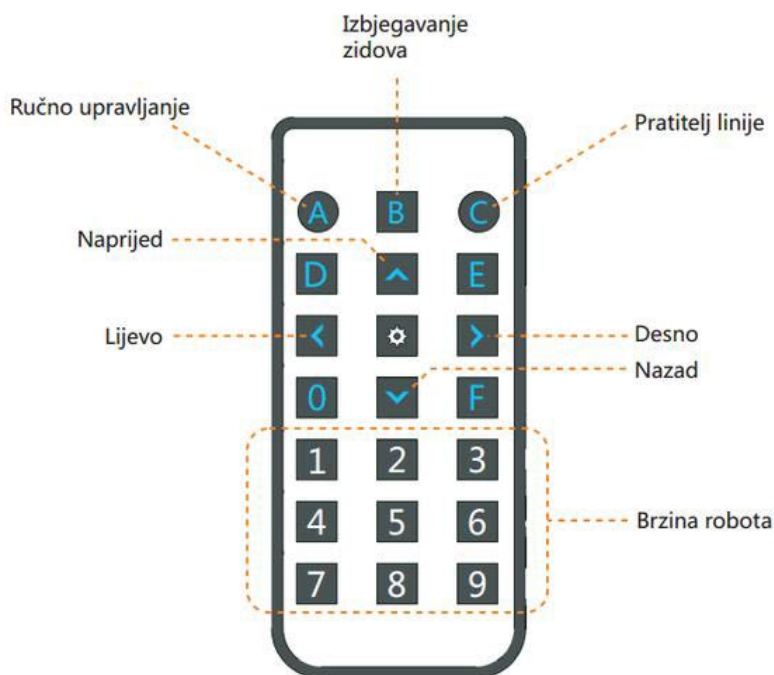 Izbjegavanje
zidova
Ručno upravljanje
Pratitelj linije
A B C
Naprijed
D E
Lijevo
Desno
Nazad
0 F
1 2 3
4 5 6
Brzina robota
7 8 9